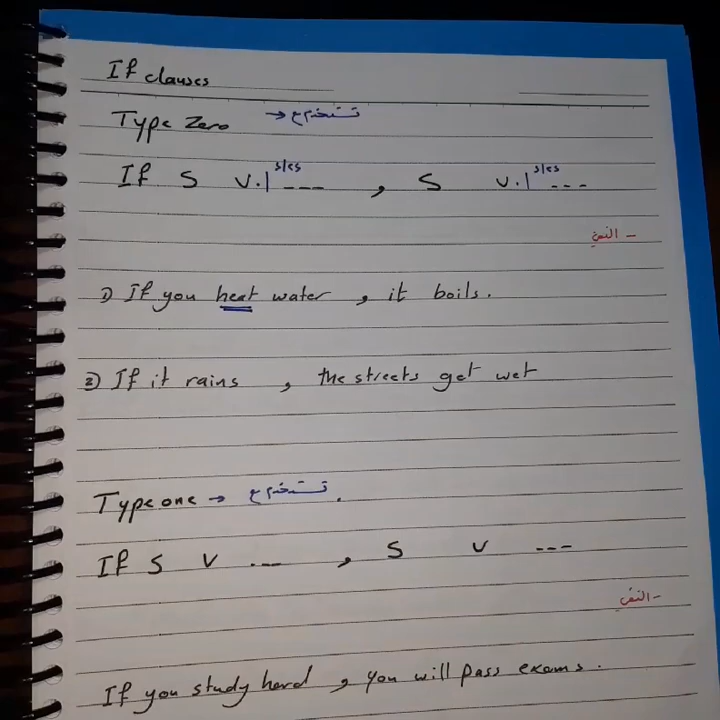 If clauses
Type Zero → تستخدم مع
If S V.1 s/es --- , S V.1 s/es ---
- النفي
1) If you heat water , it boils.
2) If it rains , the streets get wet
Type one → تستخدم مع .
If S V --- , S V ---
- النفي
If you study hard , you will pass exams .